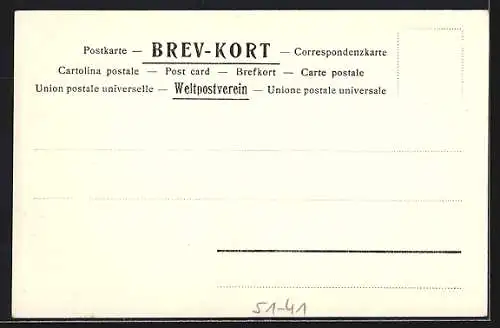 Postkarte — BREV-KORT — Correspondenzkarte
Cartolina postale — Post card — Brefkort — Carte postale
Union postale universelle — Weltpostverein — Unione postale universale
51-41